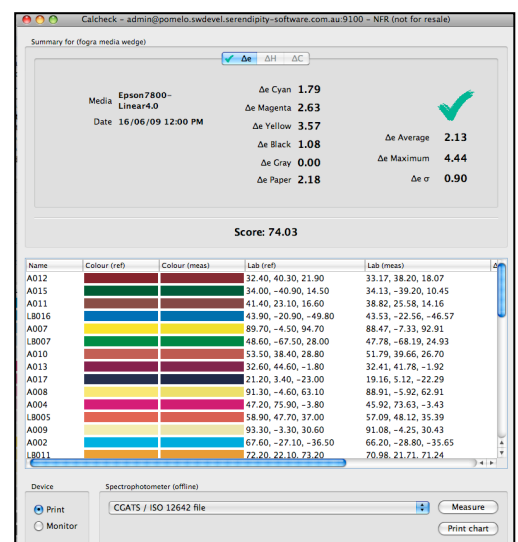 Calcheck – admin@pomelo.swdevel.serendipity-software.com.au:9100 – NFR (not for resale)
Summary for (fogra media wedge)
Δe ΔH ΔC
Media Epson7800-Linear4.0
Date 16/06/09 12:00 PM
Δe Cyan 1.79
Δe Magenta 2.63
Δe Yellow 3.57
Δe Black 1.08
Δe Gray 0.00
Δe Paper 2.18
Δe Average 2.13
Δe Maximum 4.44
Δe σ 0.90
Score: 74.03
Name Colour (ref) Colour (meas) Lab (ref) Lab (meas) Δ
A012 32.40, 40.30, 21.90 33.17, 38.20, 18.07
A015 34.00, -40.90, 14.50 34.13, -39.20, 10.45
A011 41.40, 23.10, 16.60 38.82, 25.58, 14.16
LB016 43.90, -20.90, -49.80 43.53, -22.56, -46.57
A007 89.70, -4.50, 94.70 88.47, -7.33, 92.91
LB007 48.60, -67.50, 28.00 47.78, -68.19, 24.93
A010 53.50, 38.40, 28.80 51.79, 39.66, 26.70
A013 32.60, 44.60, -1.80 32.41, 41.78, -1.92
A017 21.20, 3.40, -23.00 19.16, 5.12, -22.29
A008 91.30, -4.60, 63.10 88.91, -5.92, 62.91
A004 47.20, 75.90, -3.80 45.92, 73.63, -3.43
LB005 58.90, 47.70, 37.00 57.09, 48.12, 35.39
A009 93.30, -3.30, 30.60 91.08, -4.25, 30.43
A002 67.60, -27.10, -36.50 66.20, -28.80, -35.65
LB011 72.20, 22.10, 73.20 70.98, 21.71, 71.24
Device Spectrophotometer (offline)
Print CGATS / ISO 12642 file Measure
Monitor Print chart